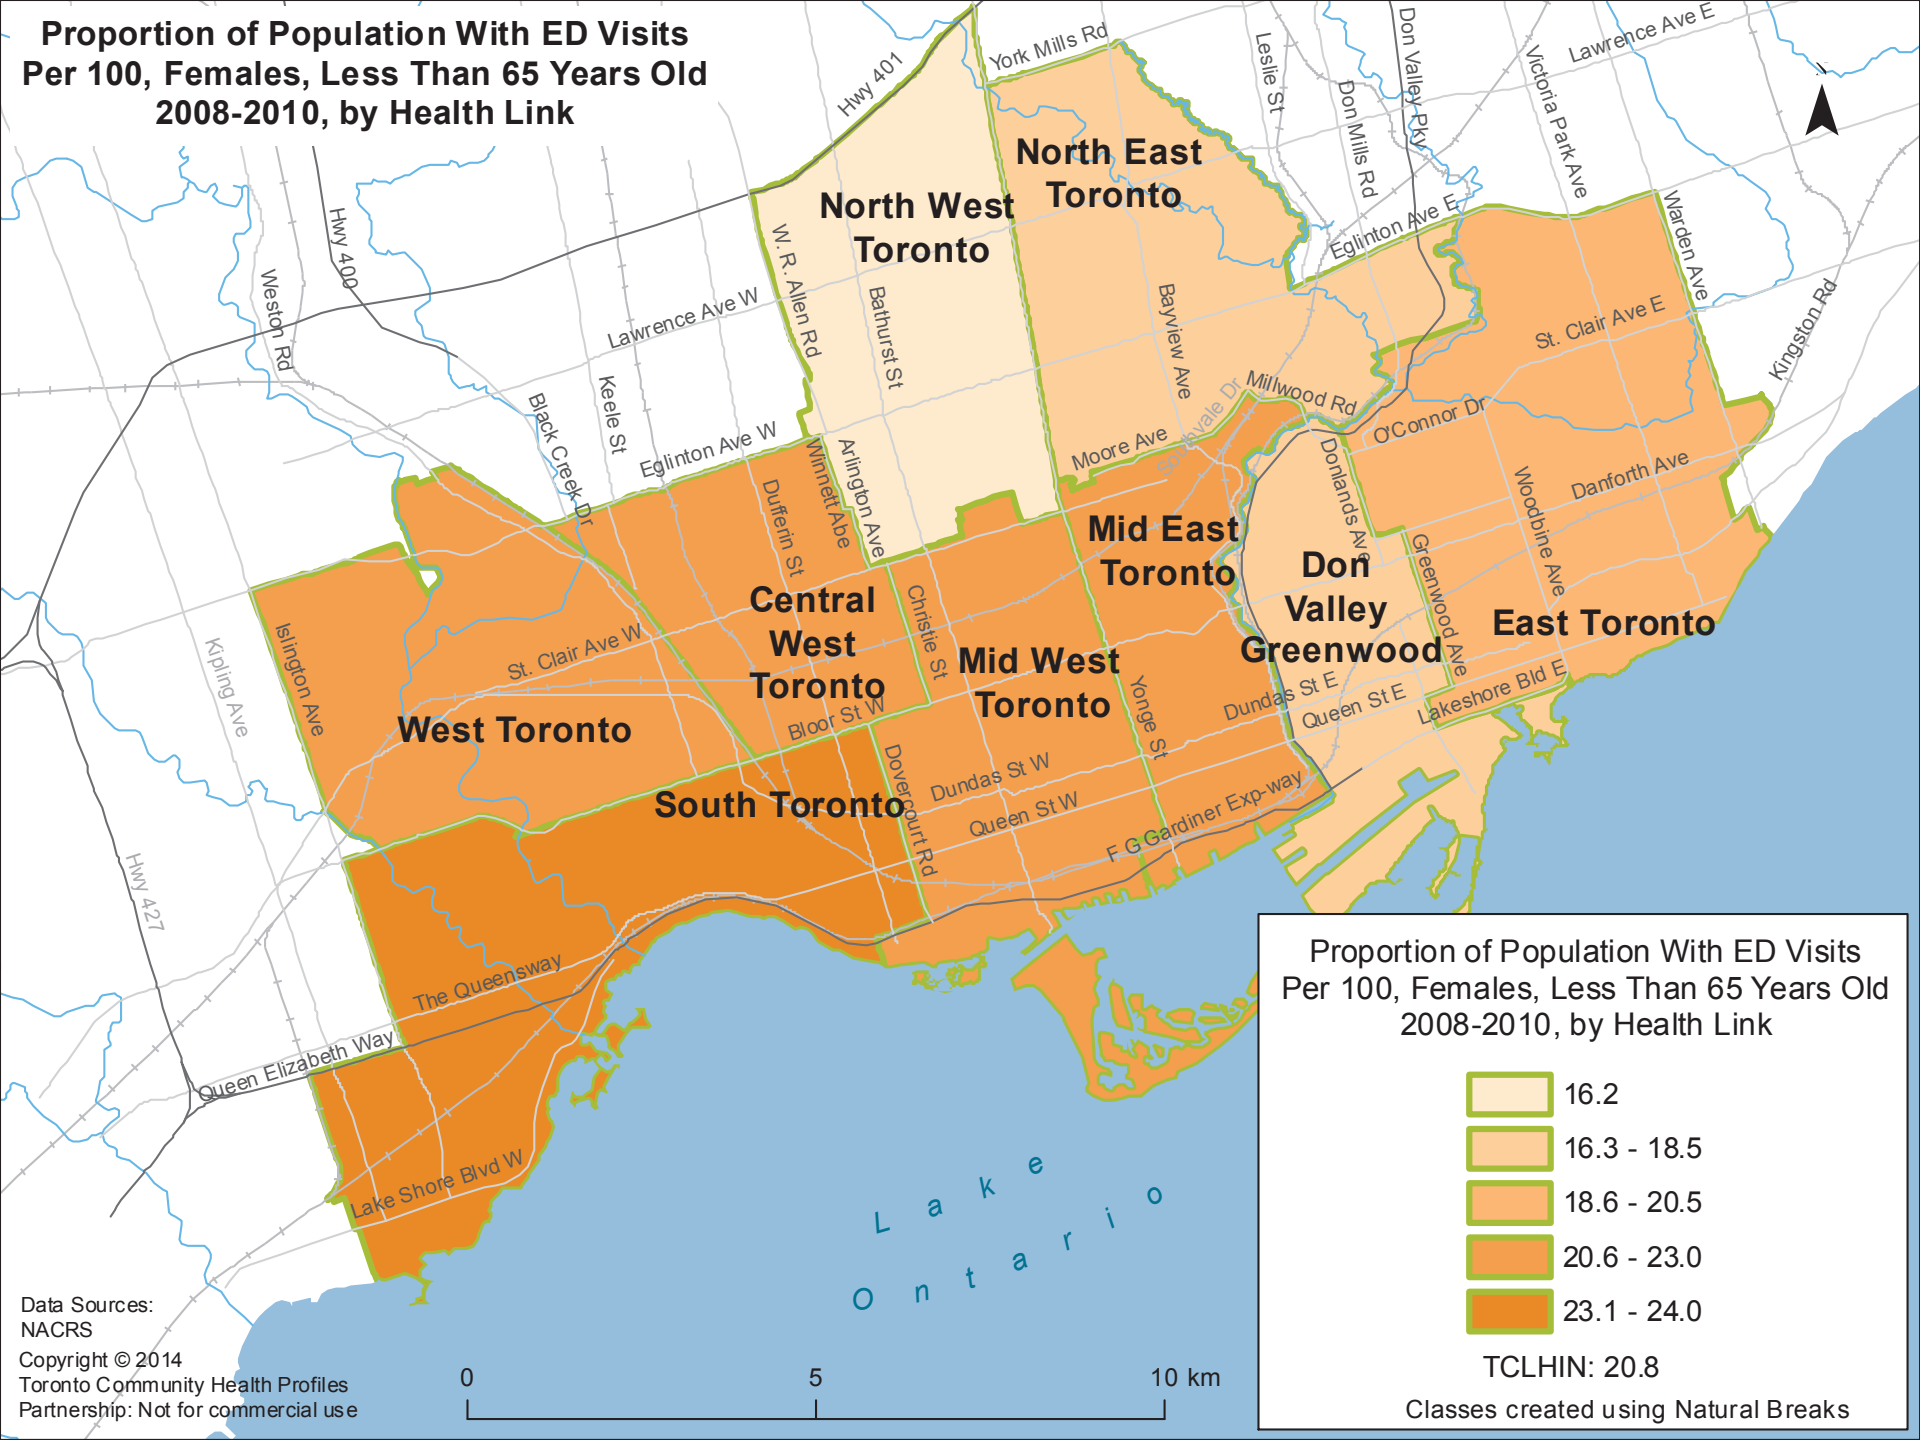 Proportion of Population With ED Visits
Per 100, Females, Less Than 65 Years Old
2008-2010, by Health Link
Hwy 401
York Mills Rd
Leslie St
Don Mills Rd
Don Valley Pky
Victoria Park Ave
Lawrence Ave E
North East
Toronto
North West
Toronto
Hwy 400
Weston Rd
W. R. Allen Rd
Bathurst St
Bayview Ave
Eglinton Ave E
Warden Ave
Kingston Rd
St. Clair Ave E
Lawrence Ave W
Keele St
Black Creek Dr
Eglinton Ave W
Winnett Abe
Arlington Ave
Dufferin St
Moore Ave
Southvale Dr
Millwood Rd
O'Connor Dr
Donlands Ave
Danforth Ave
Woodbine Ave
Greenwood Ave
Mid East
Toronto
Don
Valley
Greenwood
East Toronto
Central
West
Toronto
Christie St
Mid West
Toronto
Kipling Ave
Islington Ave
St. Clair Ave W
West Toronto
Bloor St W
Yonge St
Dundas St E
Queen St E
Lakeshore Bld E
South Toronto
Dovercourt Rd
Dundas St W
Queen St W
F G Gardiner Exp-way
Hwy 427
The Queensway
Queen Elizabeth Way
Lake Shore Blvd W
Lake
Ontario
Proportion of Population With ED Visits
Per 100, Females, Less Than 65 Years Old
2008-2010, by Health Link
16.2
16.3 - 18.5
18.6 - 20.5
20.6 - 23.0
23.1 - 24.0
TCLHIN: 20.8
Classes created using Natural Breaks
Data Sources:
NACRS
Copyright © 2014
Toronto Community Health Profiles
Partnership: Not for commercial use
0 5 10 km